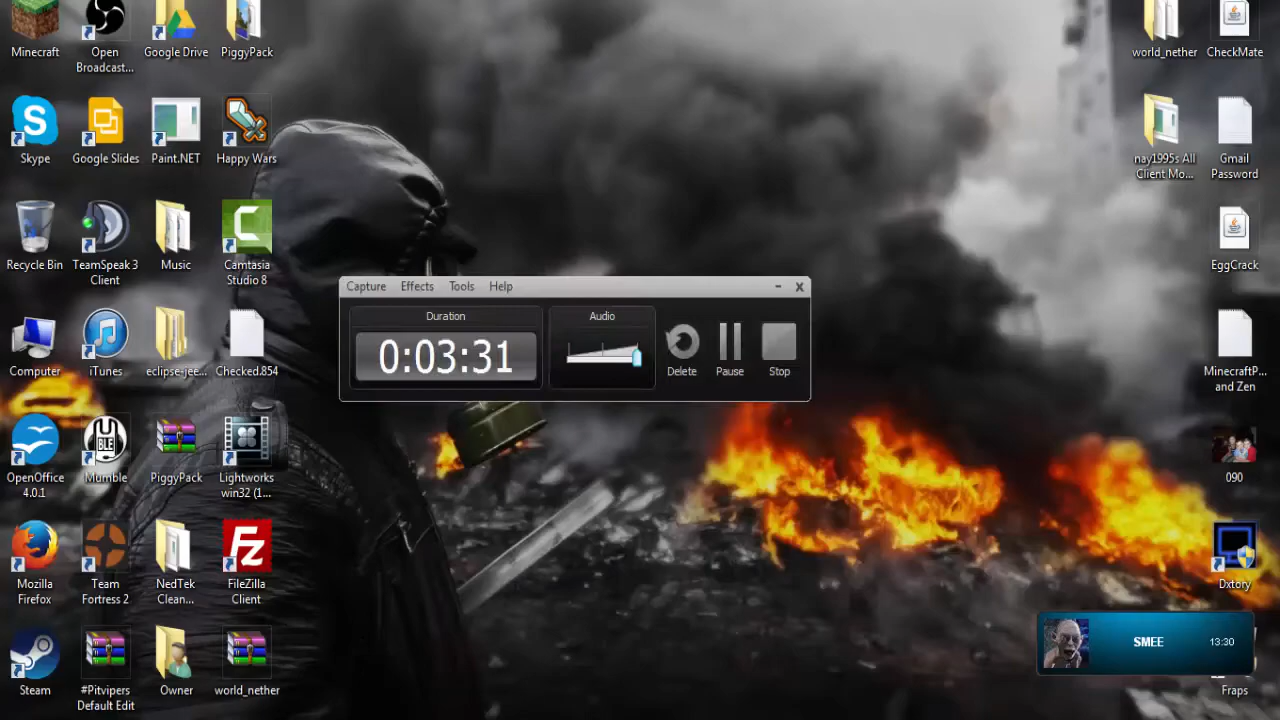 Minecraft
Open
Broadcast...
Google Drive
PiggyPack
world_nether
CheckMate
Skype
Google Slides
Paint.NET
Happy Wars
nay1995s All
Client Mo...
Gmail
Password
Recycle Bin
TeamSpeak 3
Client
Music
Camtasia
Studio 8
EggCrack
Capture Effects Tools Help
Duration
Audio
0:03:31
Delete
Pause
Stop
Computer
iTunes
eclipse-jee...
Checked.854
MinecraftP...
and Zen
BLE
OpenOffice
4.0.1
Mumble
PiggyPack
Lightworks
win32 (1...
090
Mozilla
Firefox
Team
Fortress 2
NedTek
Clean...
FileZilla
Client
Dxtory
SMEE
13:30
Steam
#Pitvipers
Default Edit
Owner
world_nether
Fraps